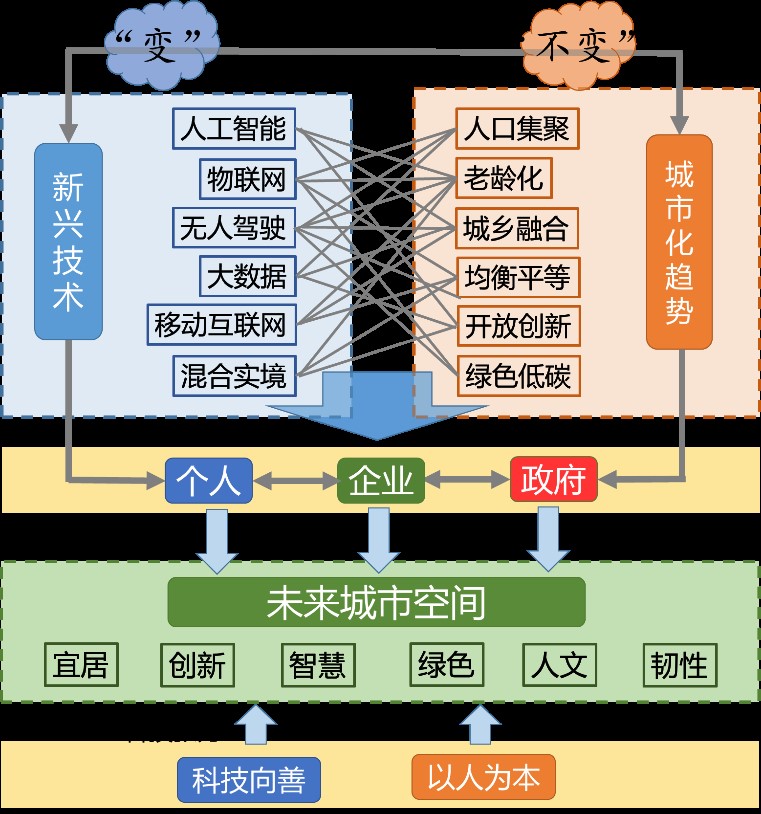 “变”
不变”
新兴技术
人工智能
物联网
无人驾驶
大数据
移动互联网
混合实境
人口集聚
老龄化
城乡融合
均衡平等
开放创新
绿色低碳
城市化趋势
个人
企业
政府
未来城市空间
宜居
创新
智慧
绿色
人文
韧性
科技向善
以人为本